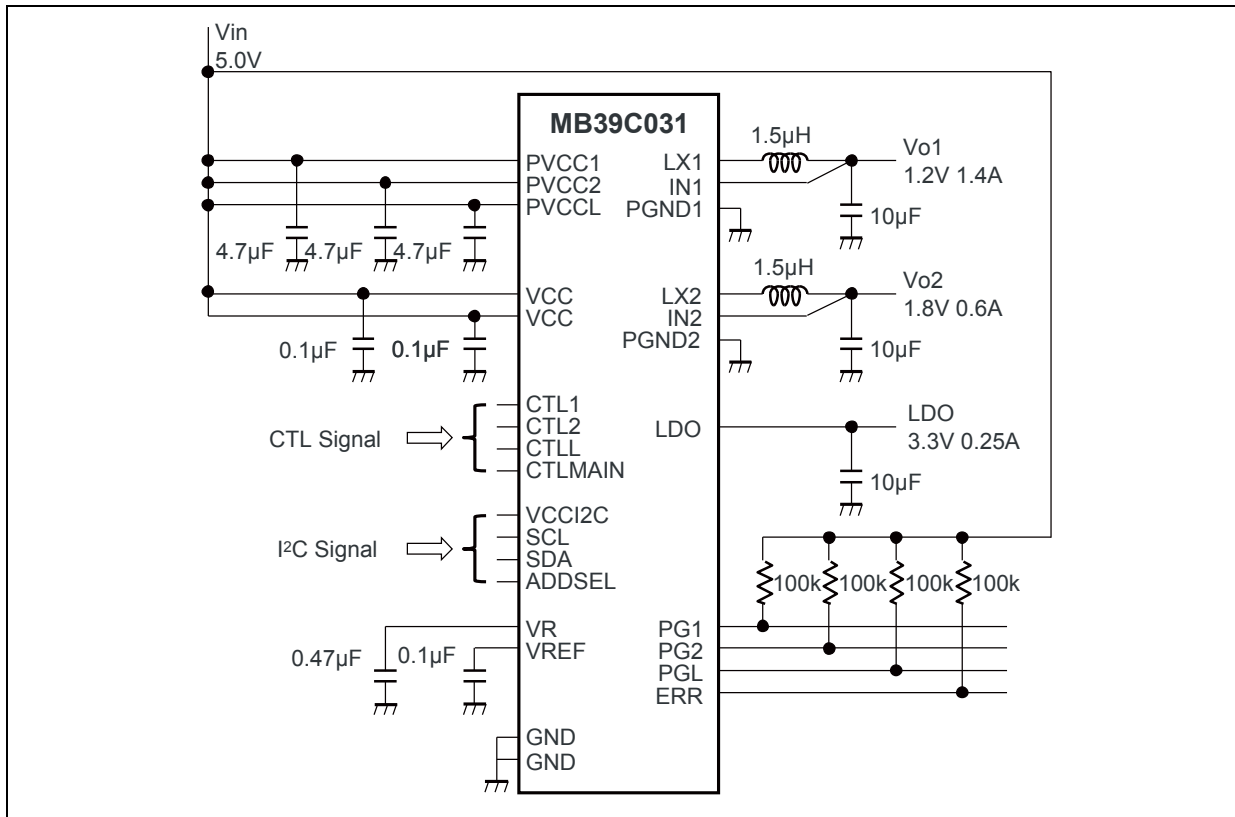 Vin
5.0V
MB39C031
PVCC1
PVCC2
PVCCL
4.7µF
4.7µF
4.7µF
VCC
VCC
0.1µF
0.1µF
CTL1
CTL2
CTLL
CTLMAIN
CTL Signal
VCCI2C
SCL
SDA
ADDSEL
I²C Signal
VR
VREF
0.47µF
0.1µF
GND
GND
LX1
IN1
PGND1
1.5µH
Vo1
1.2V 1.4A
10µF
LX2
IN2
PGND2
1.5µH
Vo2
1.8V 0.6A
10µF
LDO
LDO
3.3V 0.25A
10µF
100k
100k
100k
100k
PG1
PG2
PGL
ERR